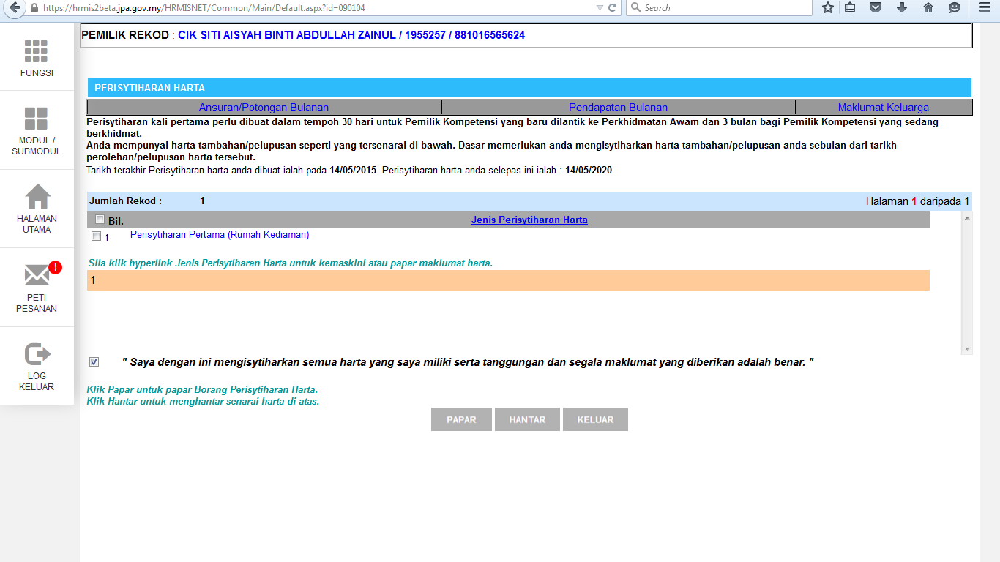 https://hrmis2beta.jpa.gov.my/HRMISNET/Common/Main/Default.aspx?id=090104
Search
PEMILIK REKOD : CIK SITI AISYAH BINTI ABDULLAH ZAINUL / 1955257 / 881016565624
FUNGSI
MODUL /
SUBMODUL
HALAMAN
UTAMA
!
PETI
PESANAN
LOG
KELUAR
PERISYTIHARAN HARTA
Ansuran/Potongan Bulanan Pendapatan Bulanan Maklumat Keluarga
Perisytiharan kali pertama perlu dibuat dalam tempoh 30 hari untuk Pemilik Kompetensi yang baru dilantik ke Perkhidmatan Awam dan 3 bulan bagi Pemilik Kompetensi yang sedang
berkhidmat.
Anda mempunyai harta tambahan/pelupusan seperti yang tersenarai di bawah. Dasar memerlukan anda mengisytiharkan harta tambahan/pelupusan anda sebulan dari tarikh
perolehan/pelupusan harta tersebut.
Tarikh terakhir Perisytiharan harta anda dibuat ialah pada 14/05/2015. Perisytiharan harta anda selepas ini ialah : 14/05/2020
Jumlah Rekod : 1 Halaman 1 daripada 1
Bil. Jenis Perisytiharan Harta
1 Perisytiharan Pertama (Rumah Kediaman)
Sila klik hyperlink Jenis Perisytiharan Harta untuk kemaskini atau papar maklumat harta.
1
" Saya dengan ini mengisytiharkan semua harta yang saya miliki serta tanggungan dan segala maklumat yang diberikan adalah benar. "
Klik Papar untuk papar Borang Perisytiharan Harta.
Klik Hantar untuk menghantar senarai harta di atas.
PAPAR HANTAR KELUAR